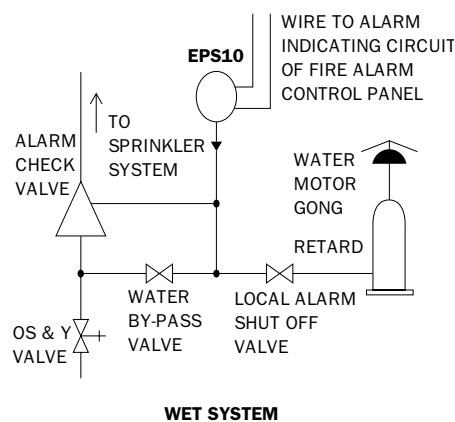 WIRE TO ALARM
INDICATING CIRCUIT
OF FIRE ALARM
CONTROL PANEL
EPS10
TO
SPRINKLER
SYSTEM
ALARM
CHECK
VALVE
WATER
MOTOR
GONG
RETARD
WATER
BY-PASS
VALVE
LOCAL ALARM
SHUT OFF
VALVE
OS & Y
VALVE
WET SYSTEM